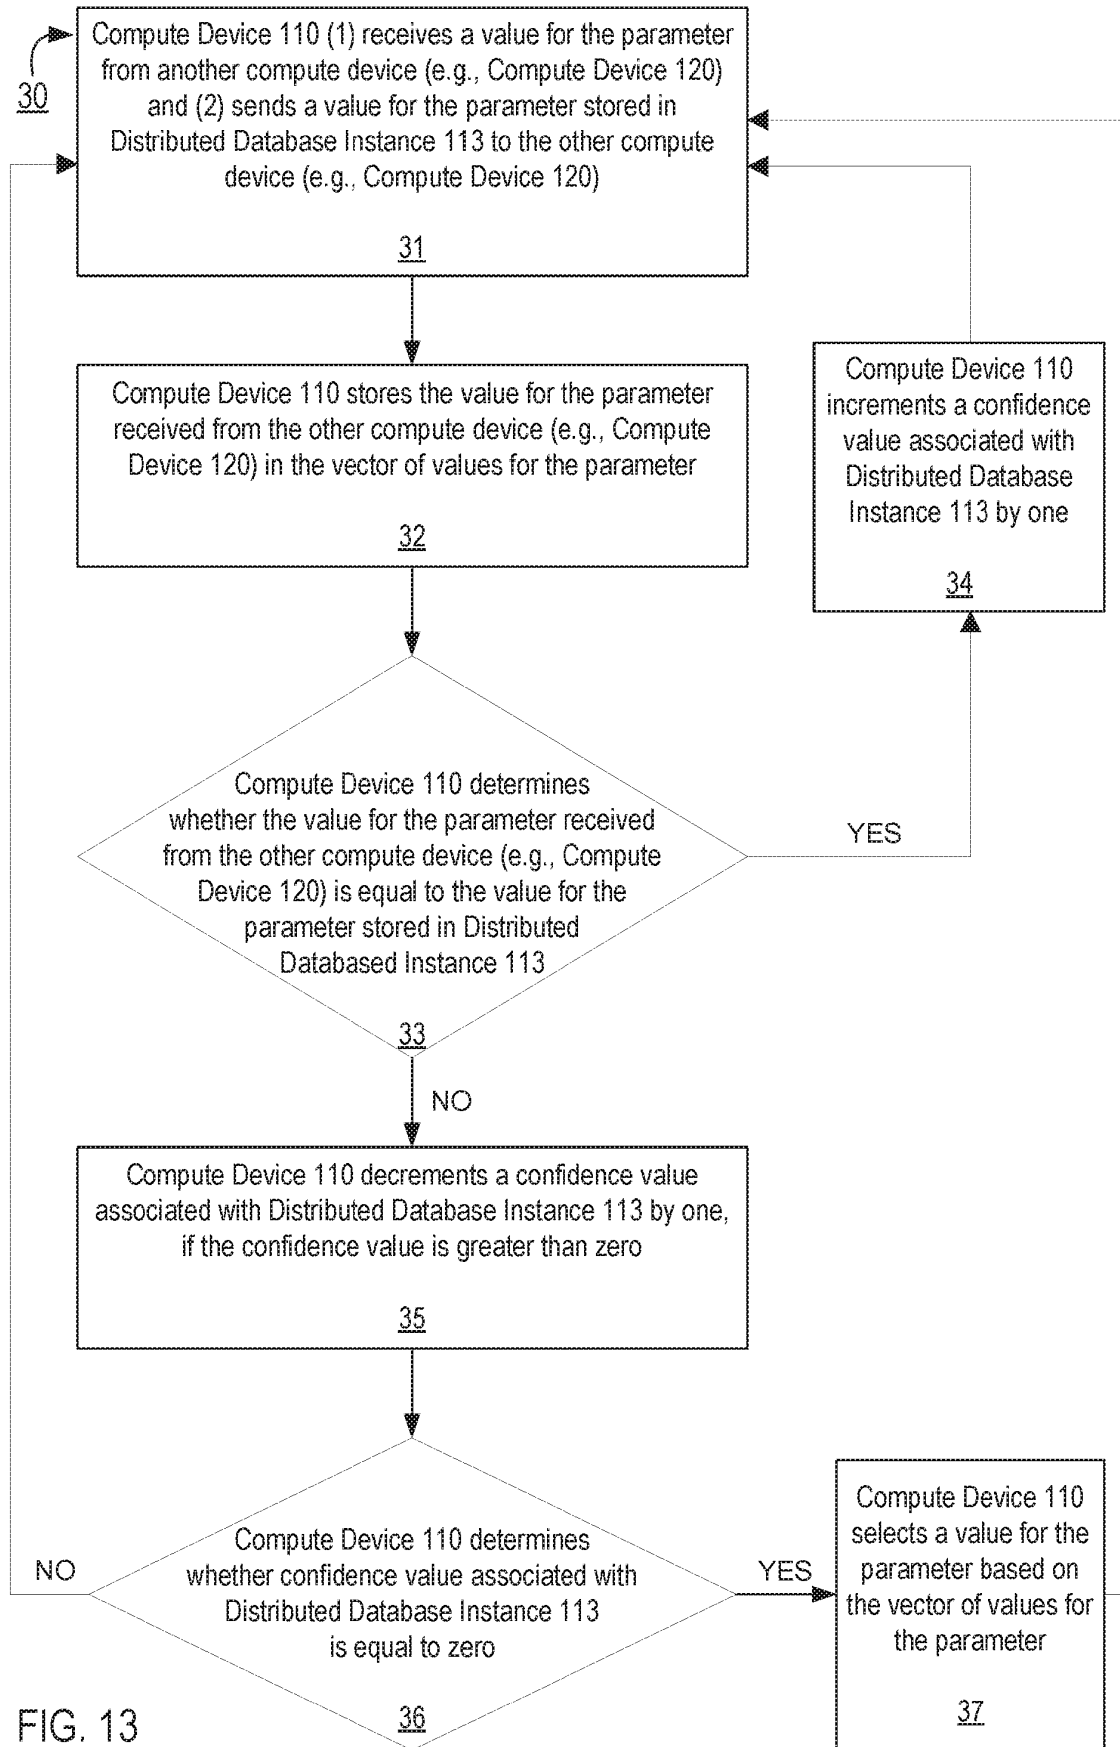 30
Compute Device 110 (1) receives a value for the parameter
from another compute device (e.g., Compute Device 120)
and (2) sends a value for the parameter stored in
Distributed Database Instance 113 to the other compute
device (e.g., Compute Device 120)
31
Compute Device 110 stores the value for the parameter
received from the other compute device (e.g., Compute
Device 120) in the vector of values for the parameter
32
Compute Device 110
increments a confidence
value associated with
Distributed Database
Instance 113 by one
34
Compute Device 110 determines
whether the value for the parameter received
from the other compute device (e.g., Compute
Device 120) is equal to the value for the
parameter stored in Distributed
Databased Instance 113
33
YES
NO
Compute Device 110 decrements a confidence value
associated with Distributed Database Instance 113 by one,
if the confidence value is greater than zero
35
Compute Device 110 determines
whether confidence value associated with
Distributed Database Instance 113
is equal to zero
36
NO
YES
Compute Device 110
selects a value for the
parameter based on
the vector of values for
the parameter
37
FIG. 13